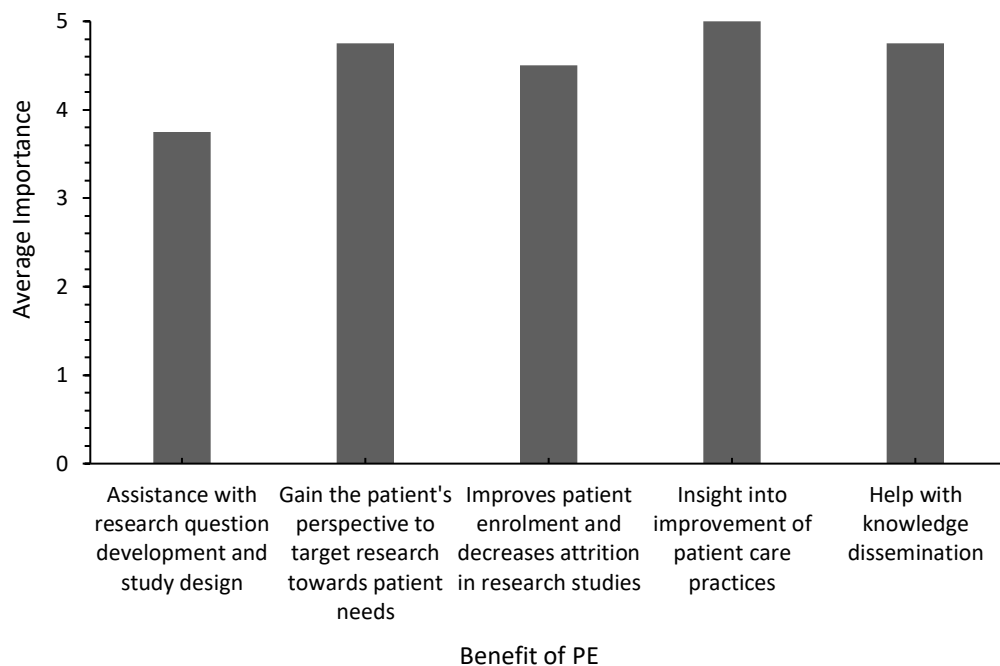 5
4
3
2
1
0
Average Importance
Assistance with
research question
development and
study design
Gain the patient's
perspective to
target research
towards patient
needs
Improves patient
enrolment and
decreases attrition
in research studies
Insight into
improvement of
patient care
practices
Help with
knowledge
dissemination
Benefit of PE